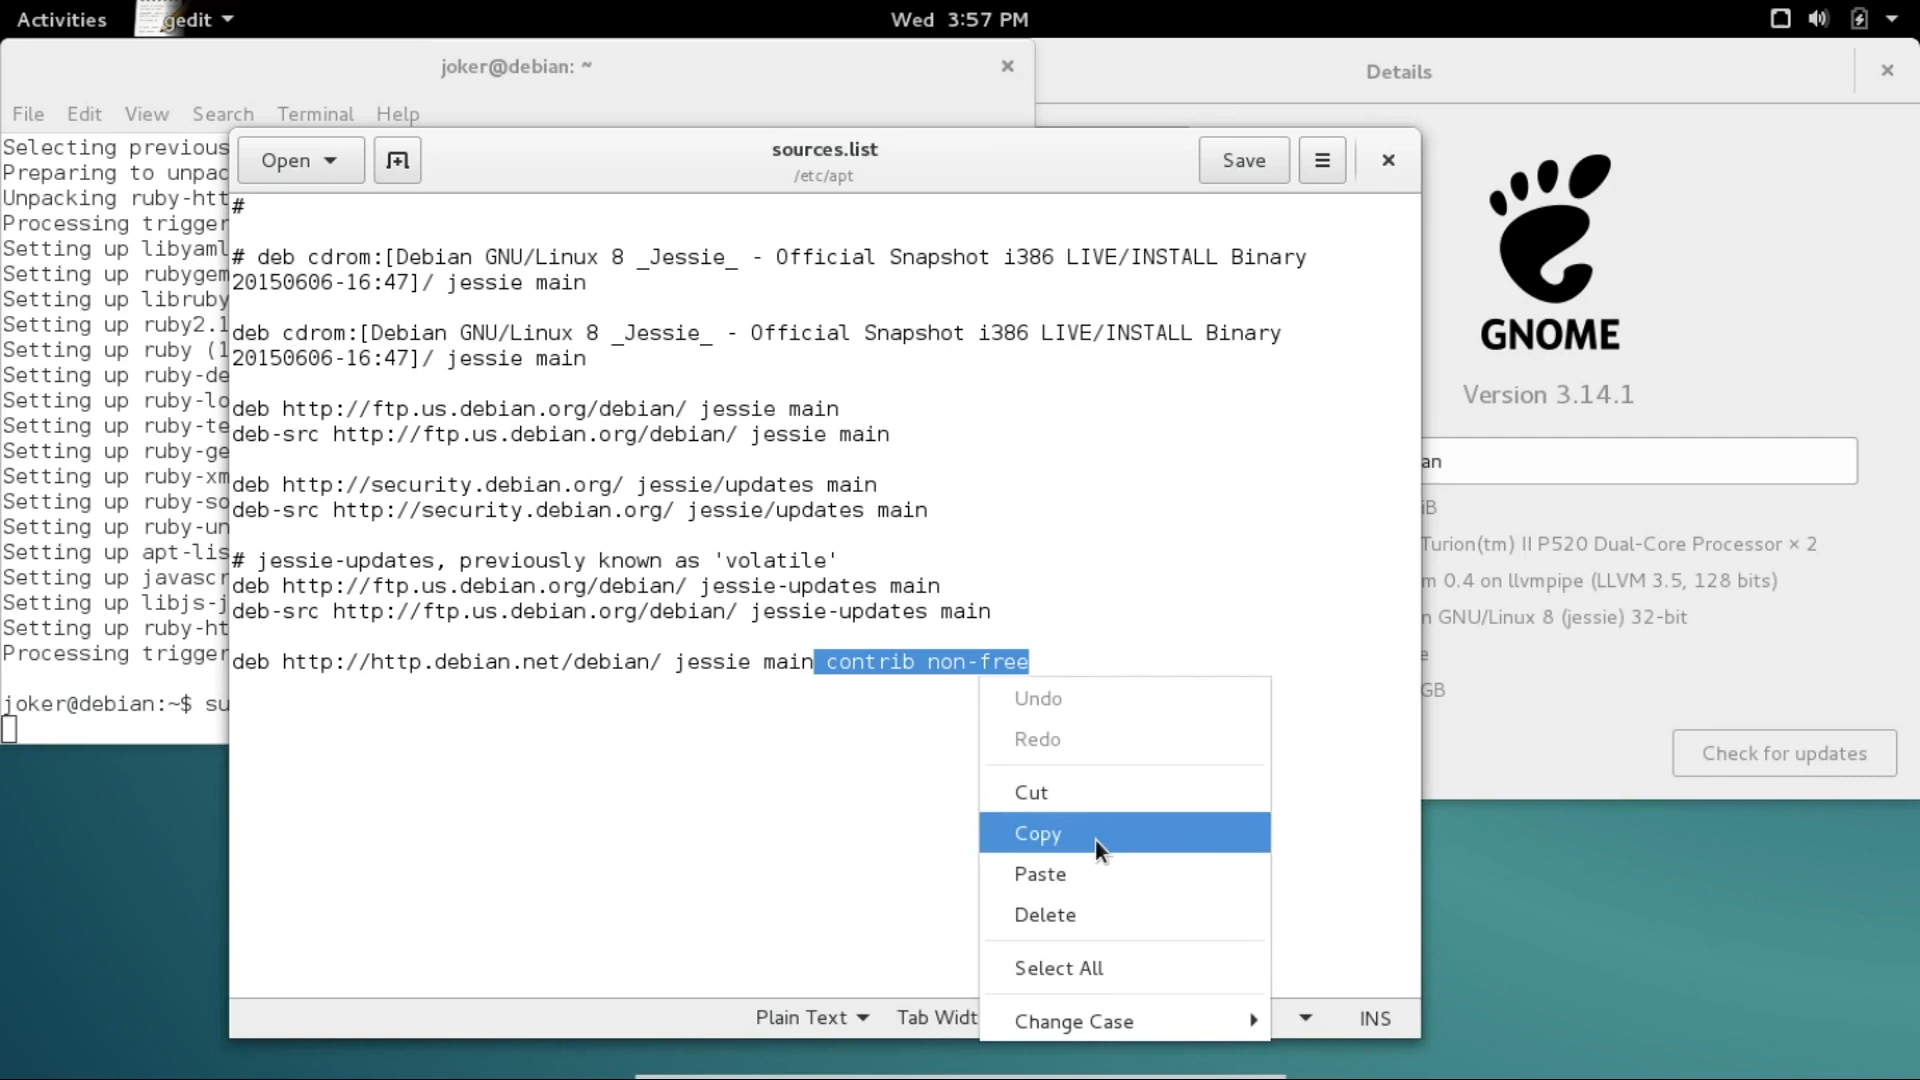 Activities gedit Wed 3:57 PM
joker@debian: ~
Details
File Edit View Search Terminal Help
Selecting previous
Preparing to unpac
Unpacking ruby-htt
Processing trigger
Setting up libyaml
Setting up rubygem
Setting up libruby
Setting up ruby2.1
Setting up ruby (1
Setting up ruby-de
Setting up ruby-lo
Setting up ruby-te
Setting up ruby-ge
Setting up ruby-xm
Setting up ruby-so
Setting up ruby-un
Setting up apt-lis
Setting up javascr
Setting up libjs-j
Setting up ruby-ht
Processing trigger
joker@debian:~$ su
Open
sources.list
/etc/apt
Save
#
# deb cdrom:[Debian GNU/Linux 8 _Jessie_ - Official Snapshot i386 LIVE/INSTALL Binary
20150606-16:47]/ jessie main
deb cdrom:[Debian GNU/Linux 8 _Jessie_ - Official Snapshot i386 LIVE/INSTALL Binary
20150606-16:47]/ jessie main
deb http://ftp.us.debian.org/debian/ jessie main
deb-src http://ftp.us.debian.org/debian/ jessie main
deb http://security.debian.org/ jessie/updates main
deb-src http://security.debian.org/ jessie/updates main
# jessie-updates, previously known as 'volatile'
deb http://ftp.us.debian.org/debian/ jessie-updates main
deb-src http://ftp.us.debian.org/debian/ jessie-updates main
deb http://http.debian.net/debian/ jessie main contrib non-free
Undo
Redo
Cut
Copy
Paste
Delete
Select All
Change Case
Plain Text Tab Widt INS
GNOME
Version 3.14.1
an
iB
Turion(tm) II P520 Dual-Core Processor × 2
m 0.4 on llvmpipe (LLVM 3.5, 128 bits)
n GNU/Linux 8 (jessie) 32-bit
e
GB
Check for updates